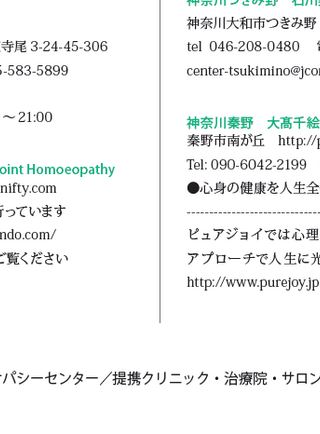 寺尾 3-24-45-306
5-583-5899
～ 21:00
oint Homoeopathy
nifty.com
行っています
ndo.com/
ご覧ください
神奈川つきみ野
神奈川大和市つきみ野
tel 046-208-0480
center-tsukimino@jcom
神奈川秦野 大髙千絵
秦野市南が丘 http://p
Tel: 090-6042-2199
●心身の健康を人生全
ピュアジョイでは心理
アプローチで人生に光
http://www.purejoy.jp
パシーセンター／提携クリニック・治療院・サロン